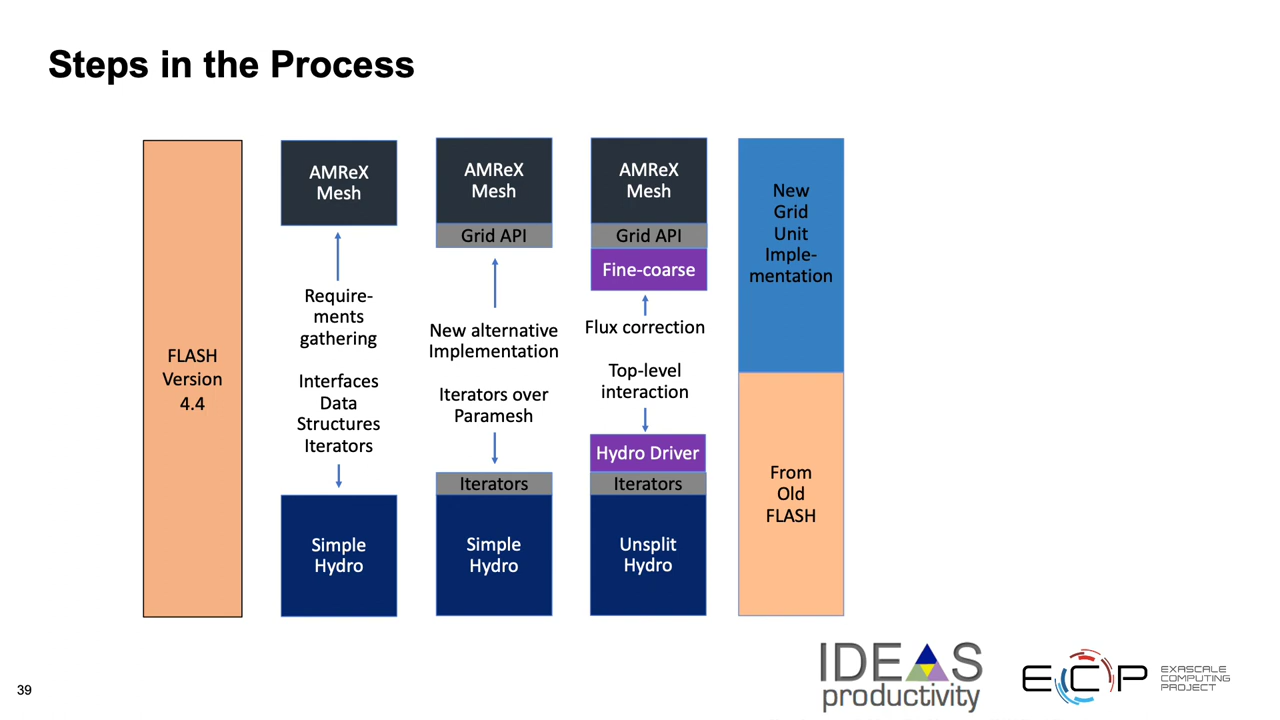 Steps in the Process
FLASH
Version
4.4
AMReX
Mesh
Require-
ments
gathering
Interfaces
Data
Structures
Iterators
Simple
Hydro
AMReX
Mesh
Grid API
New alternative
Implementation
Iterators over
Paramesh
Iterators
Simple
Hydro
AMReX
Mesh
Grid API
Fine-coarse
Flux correction
Top-level
interaction
Hydro Driver
Iterators
Unsplit
Hydro
New
Grid
Unit
Imple-
mentation
From
Old
FLASH
39
IDEAS
productivity
ECP
EXASCALE
COMPUTING
PROJECT